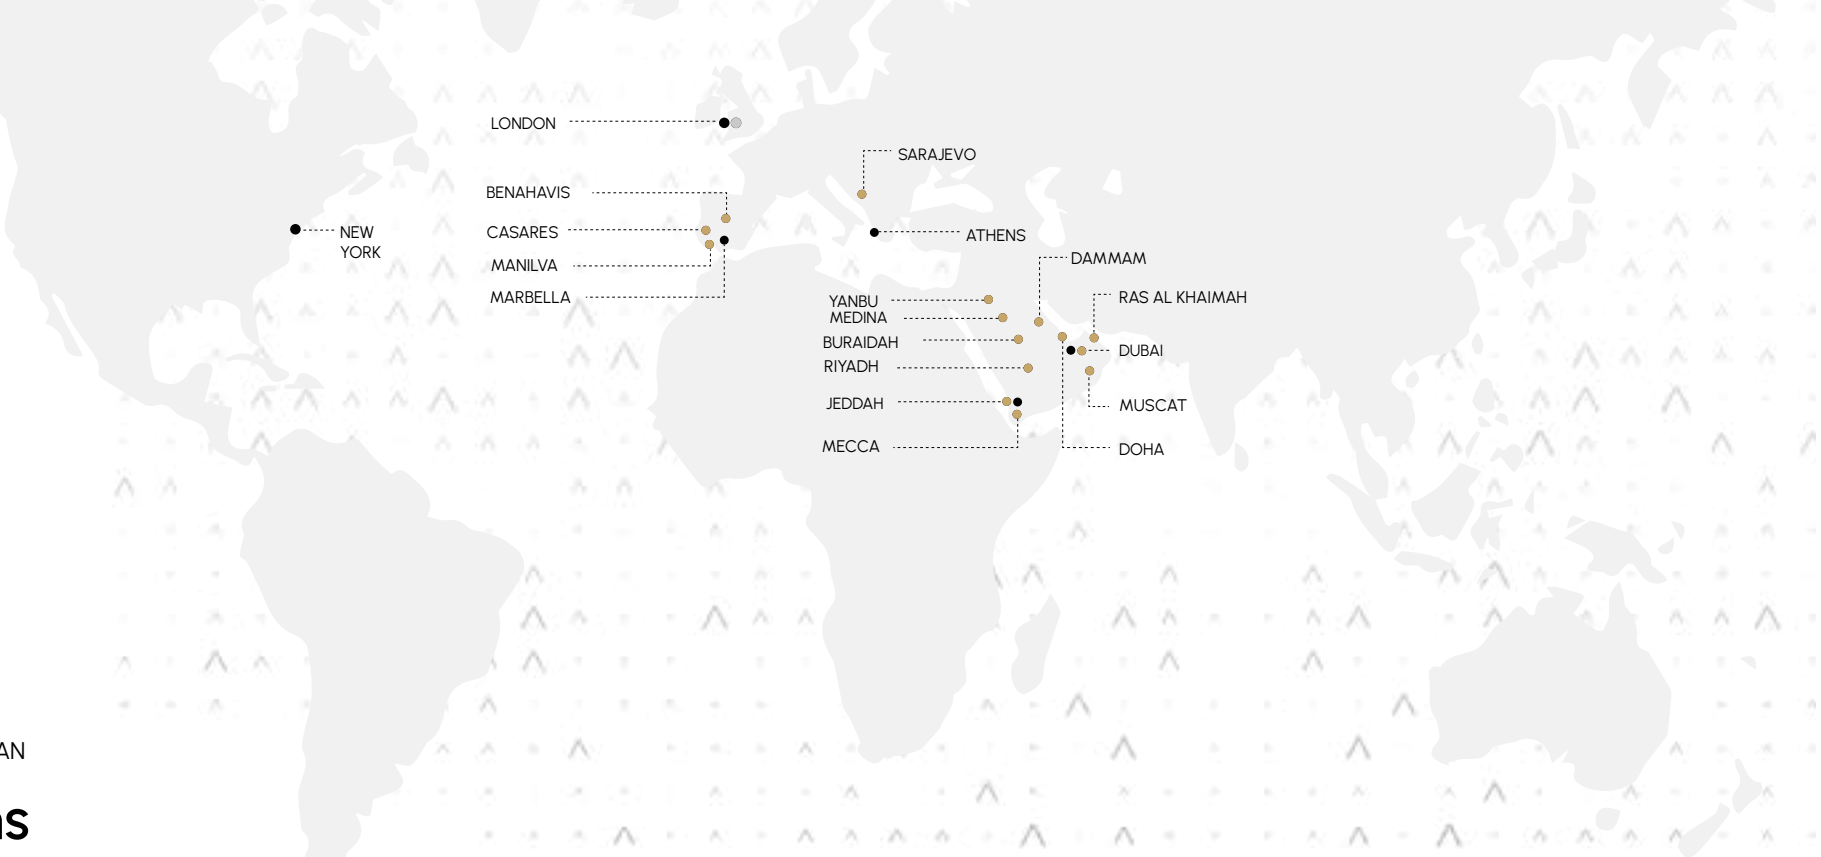 LONDON
SARAJEVO
BENAHAVIS
CASARES
NEW
YORK
ATHENS
MANILVA
DAMMAM
MARBELLA
YANBU
RAS AL KHAIMAH
MEDINA
BURAIDAH
DUBAI
RIYADH
JEDDAH
MUSCAT
MECCA
DOHA
AN